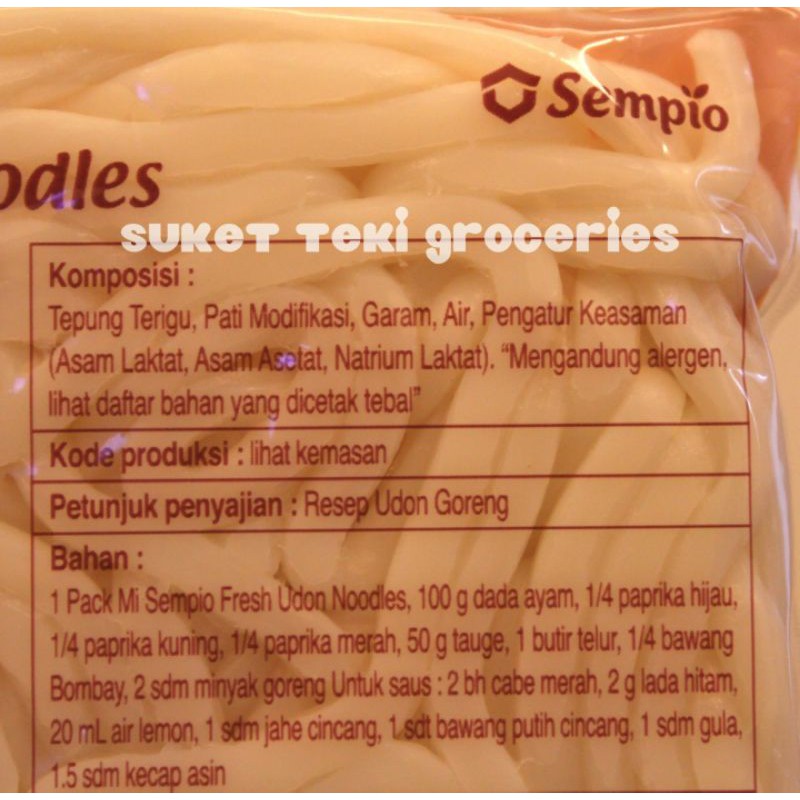 Sempio
odles
SUKET TEKI GROCERIES
Komposisi :
Tepung Terigu, Pati Modifikasi, Garam, Air, Pengatur Keasaman
(Asam Laktat, Asam Asetat, Natrium Laktat). "Mengandung alergen,
lihat daftar bahan yang dicetak tebal"
Kode produksi : lihat kemasan
Petunjuk penyajian : Resep Udon Goreng
Bahan :
1 Pack Mi Sempio Fresh Udon Noodles, 100 g dada ayam, 1/4 paprika hijau,
1/4 paprika kuning, 1/4 paprika merah, 50 g tauge, 1 butir telur, 1/4 bawang
Bombay, 2 sdm minyak goreng Untuk saus : 2 bh cabe merah, 2 g lada hitam,
20 mL air lemon, 1 sdm jahe cincang, 1 sdt bawang putih cincang, 1 sdm gula,
1.5 sdm kecap asin